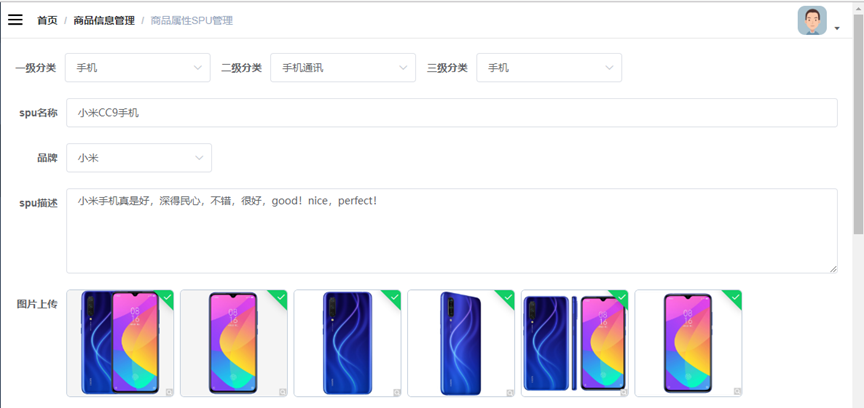 首页 / 商品信息管理 / 商品属性SPU管理
一级分类 手机 二级分类 手机通讯 三级分类 手机
spu名称 小米CC9手机
品牌 小米
spu描述 小米手机真是好，深得民心，不错，很好，good！nice，perfect！
图片上传